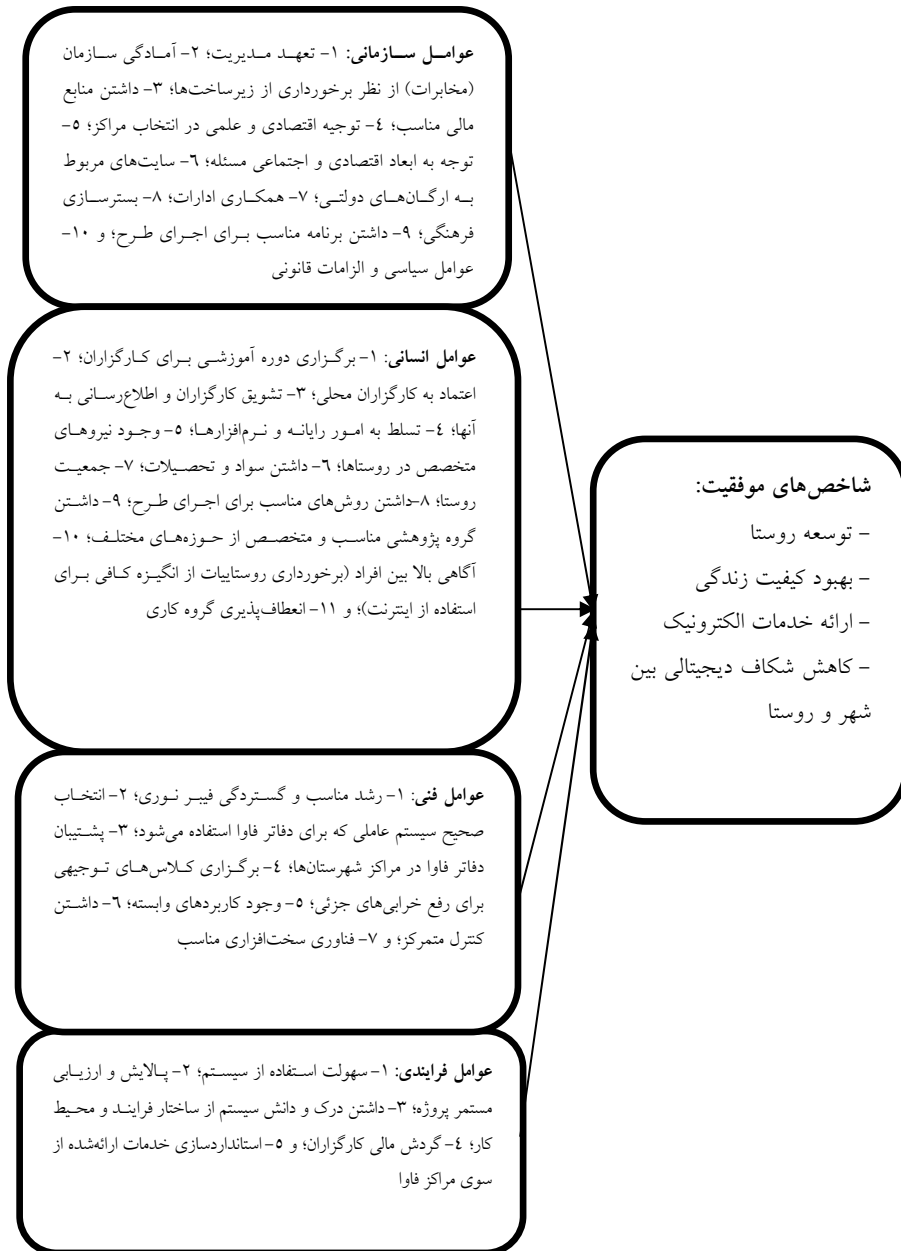 عوامل سازمانی: ۱- تعهد مدیریت؛ ۲- آمادگی سازمان
(مخابرات) از نظر برخورداری از زیرساخت‌ها؛ ۳- داشتن منابع
مالی مناسب؛ ٤- توجیه اقتصادی و علمی در انتخاب مراکز؛ ٥-
توجه به ابعاد اقتصادی و اجتماعی مسئله؛ ٦- سایت‌های مربوط
به ارگان‌های دولتی؛ ۷- همکاری ادارات؛ ۸- بسترسازی
فرهنگی؛ ۹- داشتن برنامه مناسب برای اجرای طرح؛ و ۱۰-
عوامل سیاسی و الزامات قانونی
عوامل انسانی: ۱- برگزاری دوره آموزشی برای کارگزاران؛ ۲-
اعتماد به کارگزاران محلی؛ ۳- تشویق کارگزاران و اطلاع‌رسانی به
آنها؛ ٤- تسلط به امور رایانه و نرم‌افزارها؛ ٥- وجود نیروهای
متخصص در روستاها؛ ٦- داشتن سواد و تحصیلات؛ ۷- جمعیت
روستا؛ ۸-داشتن روش‌های مناسب برای اجرای طرح؛ ۹- داشتن
گروه پژوهشی مناسب و متخصص از حوزه‌های مختلف؛ ۱۰-
آگاهی بالا بین افراد (برخورداری روستاییات از انگیزه کافی برای
استفاده از اینترنت)؛ و ۱۱- انعطاف‌پذیری گروه کاری
عوامل فنی: ۱- رشد مناسب و گستردگی فیبر نوری؛ ۲- انتخاب
صحیح سیستم عاملی که برای دفاتر فاوا استفاده می‌شود؛ ۳- پشتیبان
دفاتر فاوا در مراکز شهرستان‌ها؛ ٤- برگزاری کلاس‌های توجیهی
برای رفع خرابی‌های جزئی؛ ٥- وجود کاربردهای وابسته؛ ٦- داشتن
کنترل متمرکز؛ و ۷- فناوری سخت‌افزاری مناسب
عوامل فرایندی: ۱- سهولت استفاده از سیستم؛ ۲- پالایش و ارزیابی
مستمر پروژه؛ ۳- داشتن درک و دانش سیستم از ساختار فرایند و محیط
کار؛ ٤- گردش مالی کارگزاران؛ و ٥- استانداردسازی خدمات ارائه‌شده از
سوی مراکز فاوا
شاخص‌های موفقیت:
- توسعه روستا
- بهبود کیفیت زندگی
- ارائه خدمات الکترونیک
- کاهش شکاف دیجیتالی بین
شهر و روستا